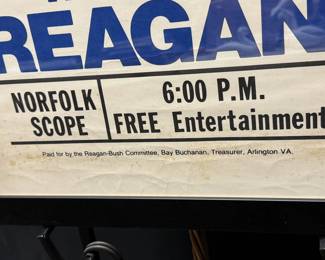 REAGAN
NORFOLK SCOPE
6:00 P.M.
FREE Entertainment
Paid for by the Reagan-Bush Committee, Bay Buchanan, Treasurer, Arlington VA.